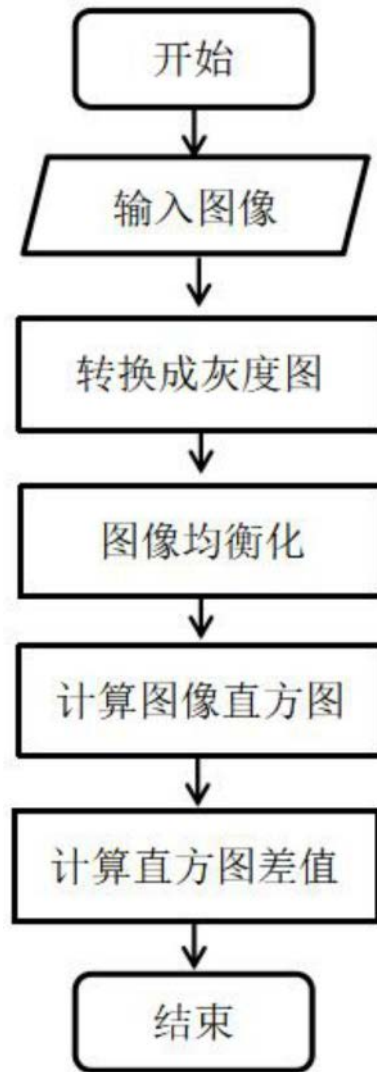 开始
输入图像
转换成灰度图
图像均衡化
计算图像直方图
计算直方图差值
结束